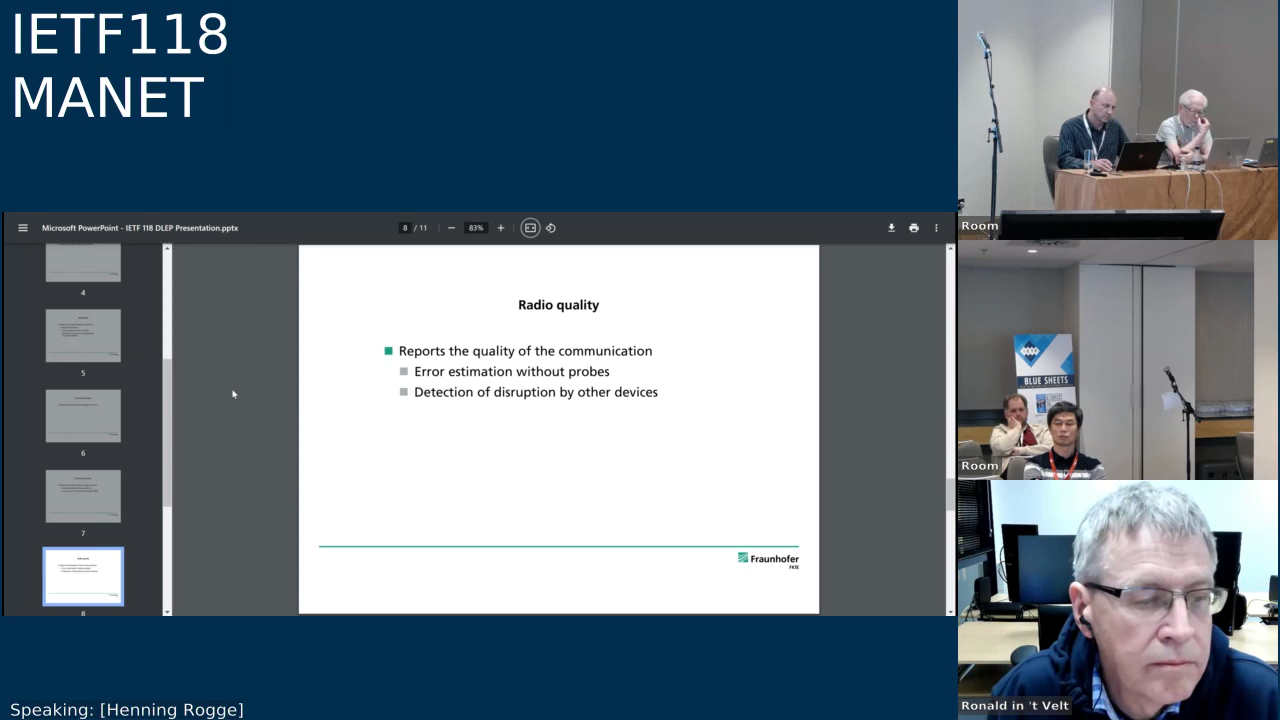 IETF118
MANET
Microsoft PowerPoint - IETF 118 DLEP Presentation.pptx
8 / 11
83%
4
5
6
7
8
Radio quality
Reports the quality of the communication
Error estimation without probes
Detection of disruption by other devices
Fraunhofer
FKIE
Room
BLUE SHEETS
Room
Ronald in 't Velt
Speaking: [Henning Rogge]